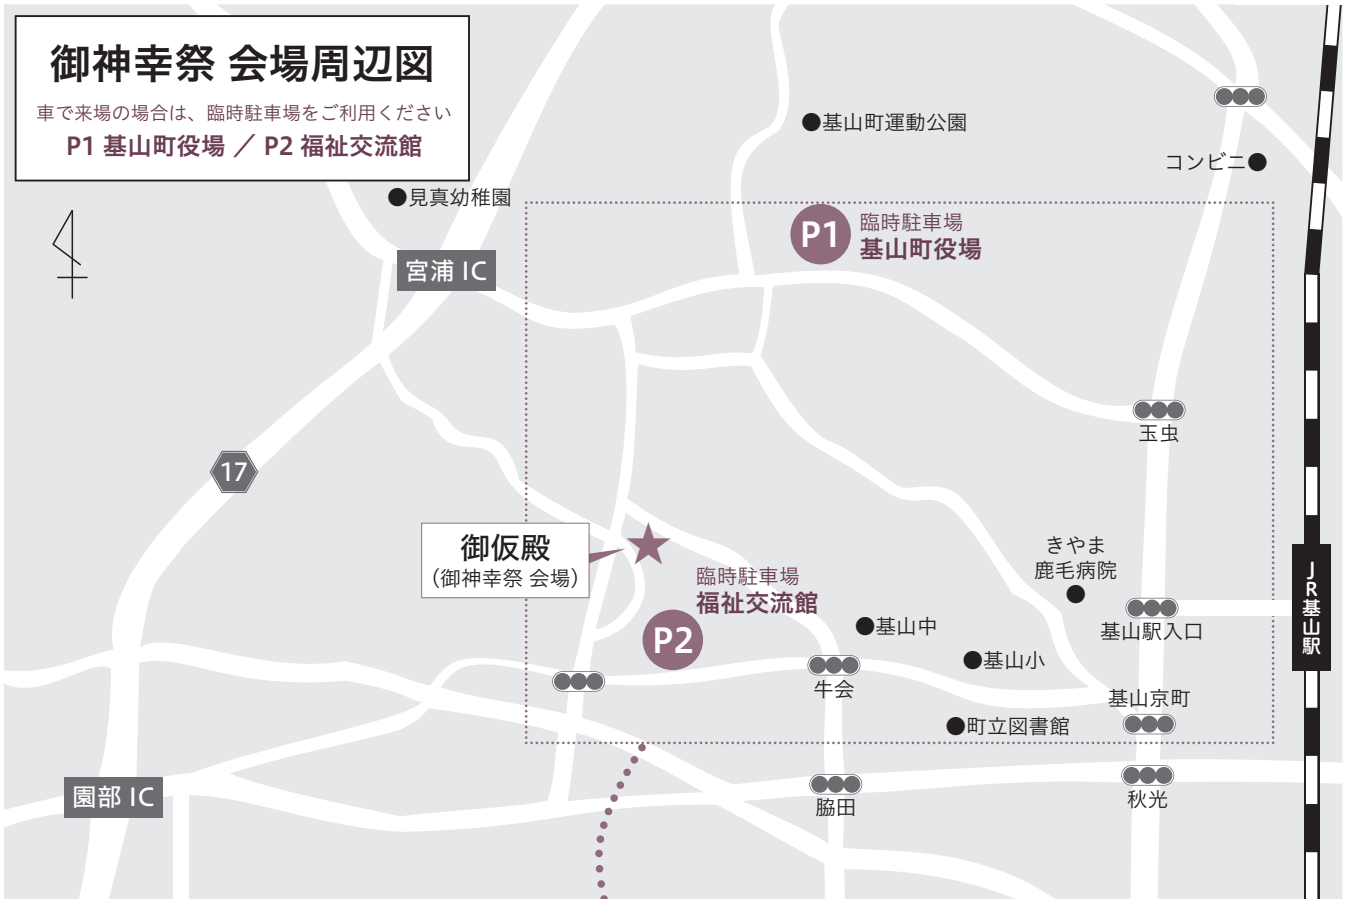 御神幸祭 会場周辺図
車で来場の場合は、臨時駐車場をご利用ください
P1 基山町役場 ／ P2 福祉交流館
●基山町運動公園
コンビニ●
●見真幼稚園
P1
臨時駐車場
基山町役場
宮浦 IC
玉虫
17
御仮殿
（御神幸祭 会場）
きやま
鹿毛病院
臨時駐車場
福祉交流館
P2
●基山中
基山駅入口
JR基山駅
●基山小
牛会
基山京町
●町立図書館
園部 IC
脇田
秋光